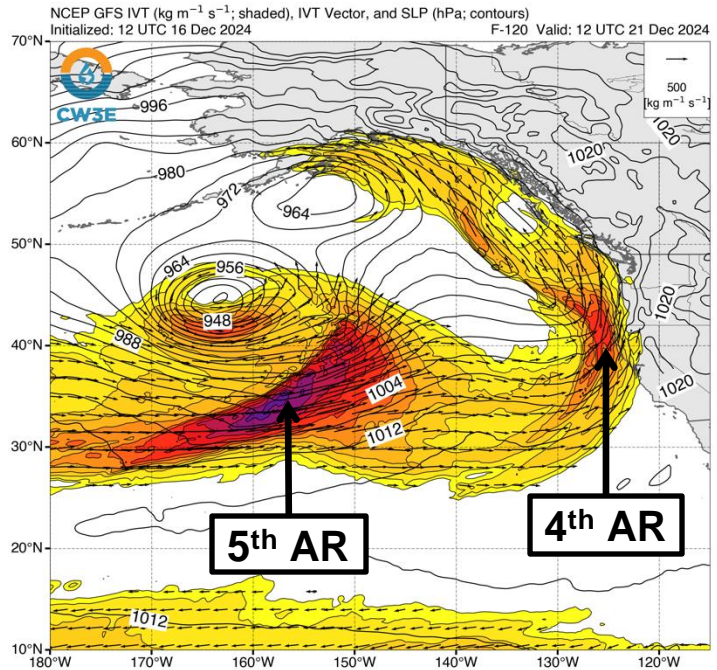 NCEP GFS IVT (kg m⁻¹ s⁻¹; shaded), IVT Vector, and SLP (hPa; contours)
Initialized: 12 UTC 16 Dec 2024
F-120 Valid: 12 UTC 21 Dec 2024
70°N
CW3E
500
[kg m⁻¹ s⁻¹]
1020
996
60°N
1020
1020
980
972
964
50°N
964
956
1020
948
988
40°N
1020
1004
1012
30°N
5th AR
4th AR
20°N
1012
10°N
180°W
170°W
160°W
150°W
140°W
130°W
120°W